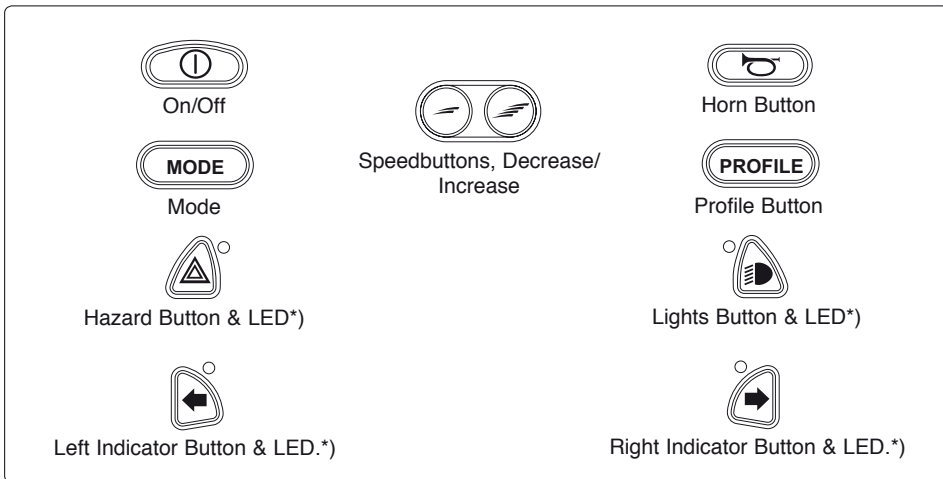 On/Off
Speedbuttons, Decrease/
Increase
Horn Button
MODE
Mode
PROFILE
Profile Button
Hazard Button & LED*)
Lights Button & LED*)
Left Indicator Button & LED.*)
Right Indicator Button & LED.*)